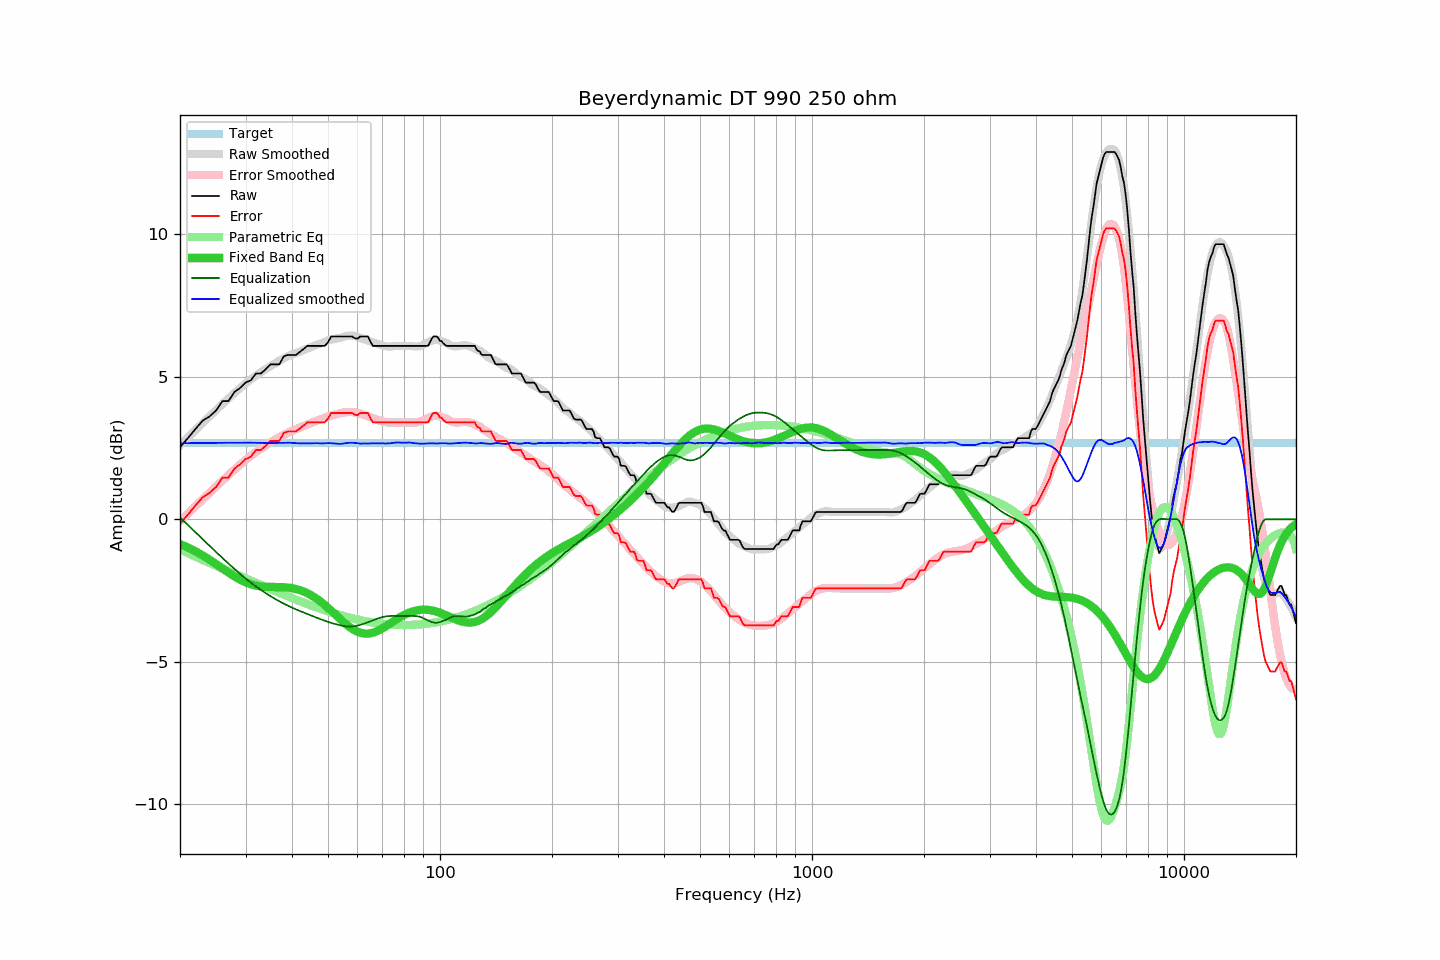 Beyerdynamic DT 990 250 ohm
Target
Raw Smoothed
Error Smoothed
Raw
Error
Parametric Eq
Fixed Band Eq
Equalization
Equalized smoothed
Amplitude (dBr)
10
5
0
−5
−10
100
1000
10000
Frequency (Hz)